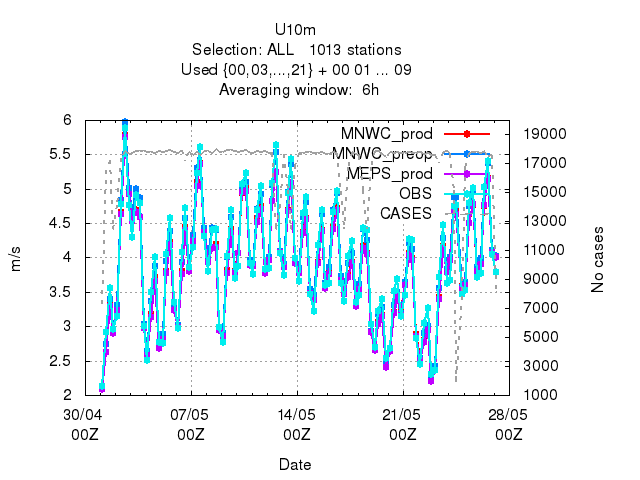 U10m
Selection: ALL   1013 stations
Used {00,03,...,21} + 00 01 ... 09
Averaging window:  6h
6
5.5
5
4.5
4
3.5
3
2.5
2
m/s
MNWC_prod
MNWC_preop
MEPS_prod
OBS
CASES
19000
17000
15000
13000
11000
9000
7000
5000
3000
1000
No cases
30/04 07/05 14/05 21/05 28/05
00Z 00Z 00Z 00Z 00Z
Date